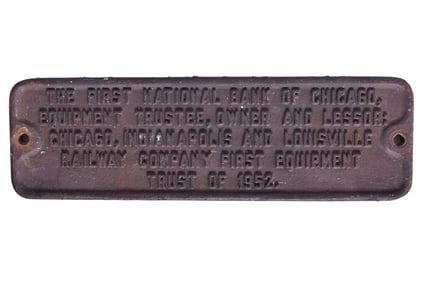 THE FIRST NATIONAL BANK OF CHICAGO,
EQUIPMENT TRUSTEE, OWNER AND LESSOR;
CHICAGO, INDIANAPOLIS AND LOUISVILLE
RAILWAY COMPANY FIRST EQUIPMENT
TRUST OF 1952.